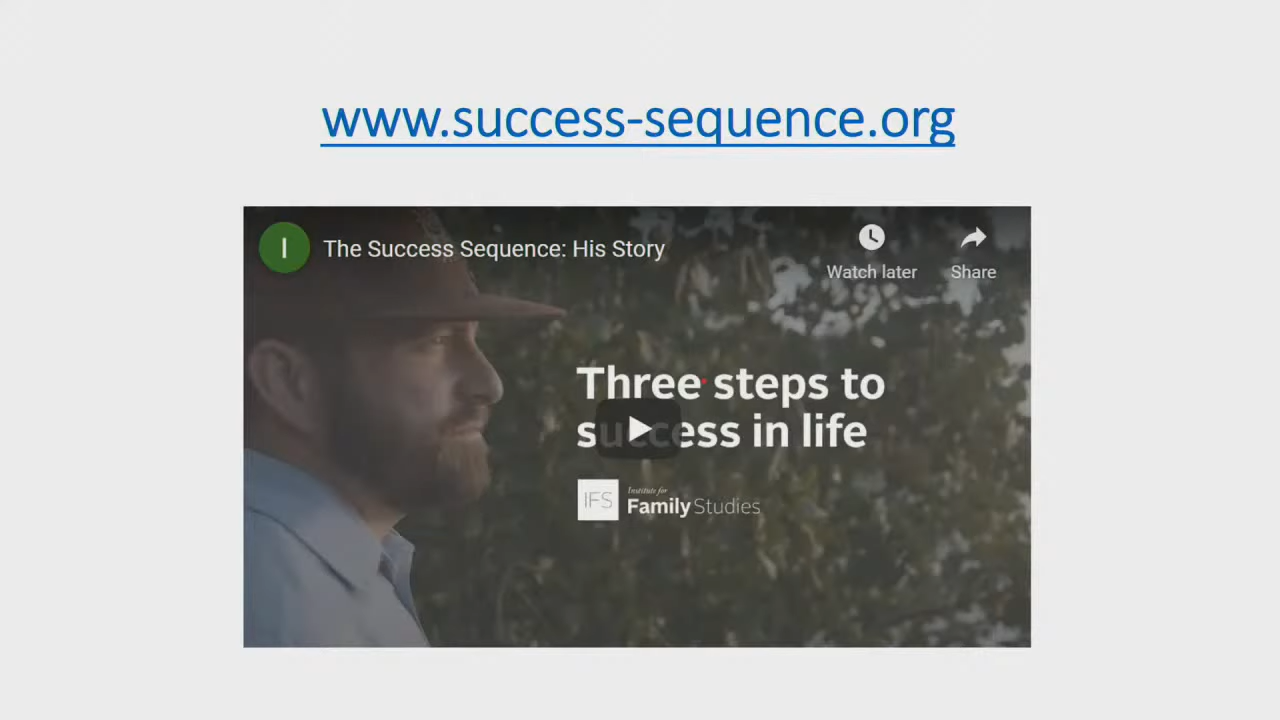 www.success-sequence.org
I
The Success Sequence: His Story
Watch later
Share
Three steps to
success in life
IFS
Institute for
Family Studies